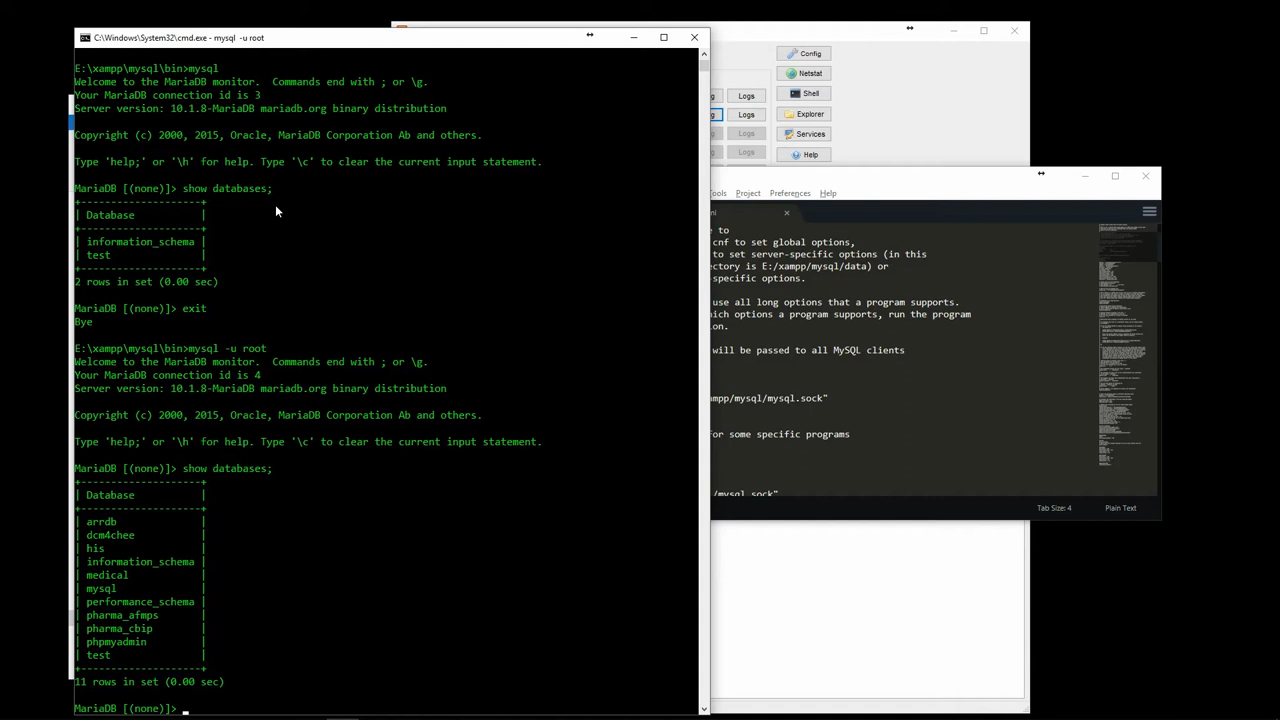 C:\Windows\System32\cmd.exe - mysql -u root
E:\xampp\mysql\bin>mysql
Welcome to the MariaDB monitor.  Commands end with ; or \g.
Your MariaDB connection id is 3
Server version: 10.1.8-MariaDB mariadb.org binary distribution
Copyright (c) 2000, 2015, Oracle, MariaDB Corporation Ab and others.
Type 'help;' or '\h' for help. Type '\c' to clear the current input statement.
MariaDB [(none)]> show databases;
+--------------------+
| Database           |
+--------------------+
| information_schema |
| test               |
+--------------------+
2 rows in set (0.00 sec)
MariaDB [(none)]> exit
Bye
E:\xampp\mysql\bin>mysql -u root
Welcome to the MariaDB monitor.  Commands end with ; or \g.
Your MariaDB connection id is 4
Server version: 10.1.8-MariaDB mariadb.org binary distribution
Copyright (c) 2000, 2015, Oracle, MariaDB Corporation Ab and others.
Type 'help;' or '\h' for help. Type '\c' to clear the current input statement.
MariaDB [(none)]> show databases;
+--------------------+
| Database           |
+--------------------+
| arrdb              |
| dcm4chee           |
| his                |
| information_schema |
| medical            |
| mysql              |
| performance_schema |
| pharma_afmps       |
| pharma_cbip        |
| phpmyadmin         |
| test               |
+--------------------+
11 rows in set (0.00 sec)
MariaDB [(none)]>
Config
Netstat
g Logs Shell
g Logs Explorer
Logs Services
Logs Help
ools Project Preferences Help
ni
e to
cnf to set global options,
to set server-specific options (in this
ectory is E:/xampp/mysql/data) or
specific options.
use all long options that a program supports.
hich options a program supports, run the program
ion.
will be passed to all MySQL clients
ampp/mysql/mysql.sock"
for some specific programs
/mysql.sock"
Tab Size: 4 Plain Text